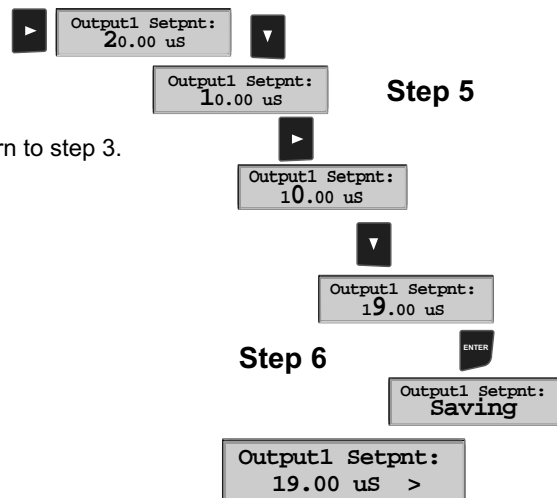 Output1 Setpnt:
20.00 uS
Output1 Setpnt:
10.00 uS
Step 5
rn to step 3.
Output1 Setpnt:
10.00 uS
Output1 Setpnt:
19.00 uS
ENTER
Step 6
Output1 Setpnt:
Saving
Output1 Setpnt:
19.00 uS >